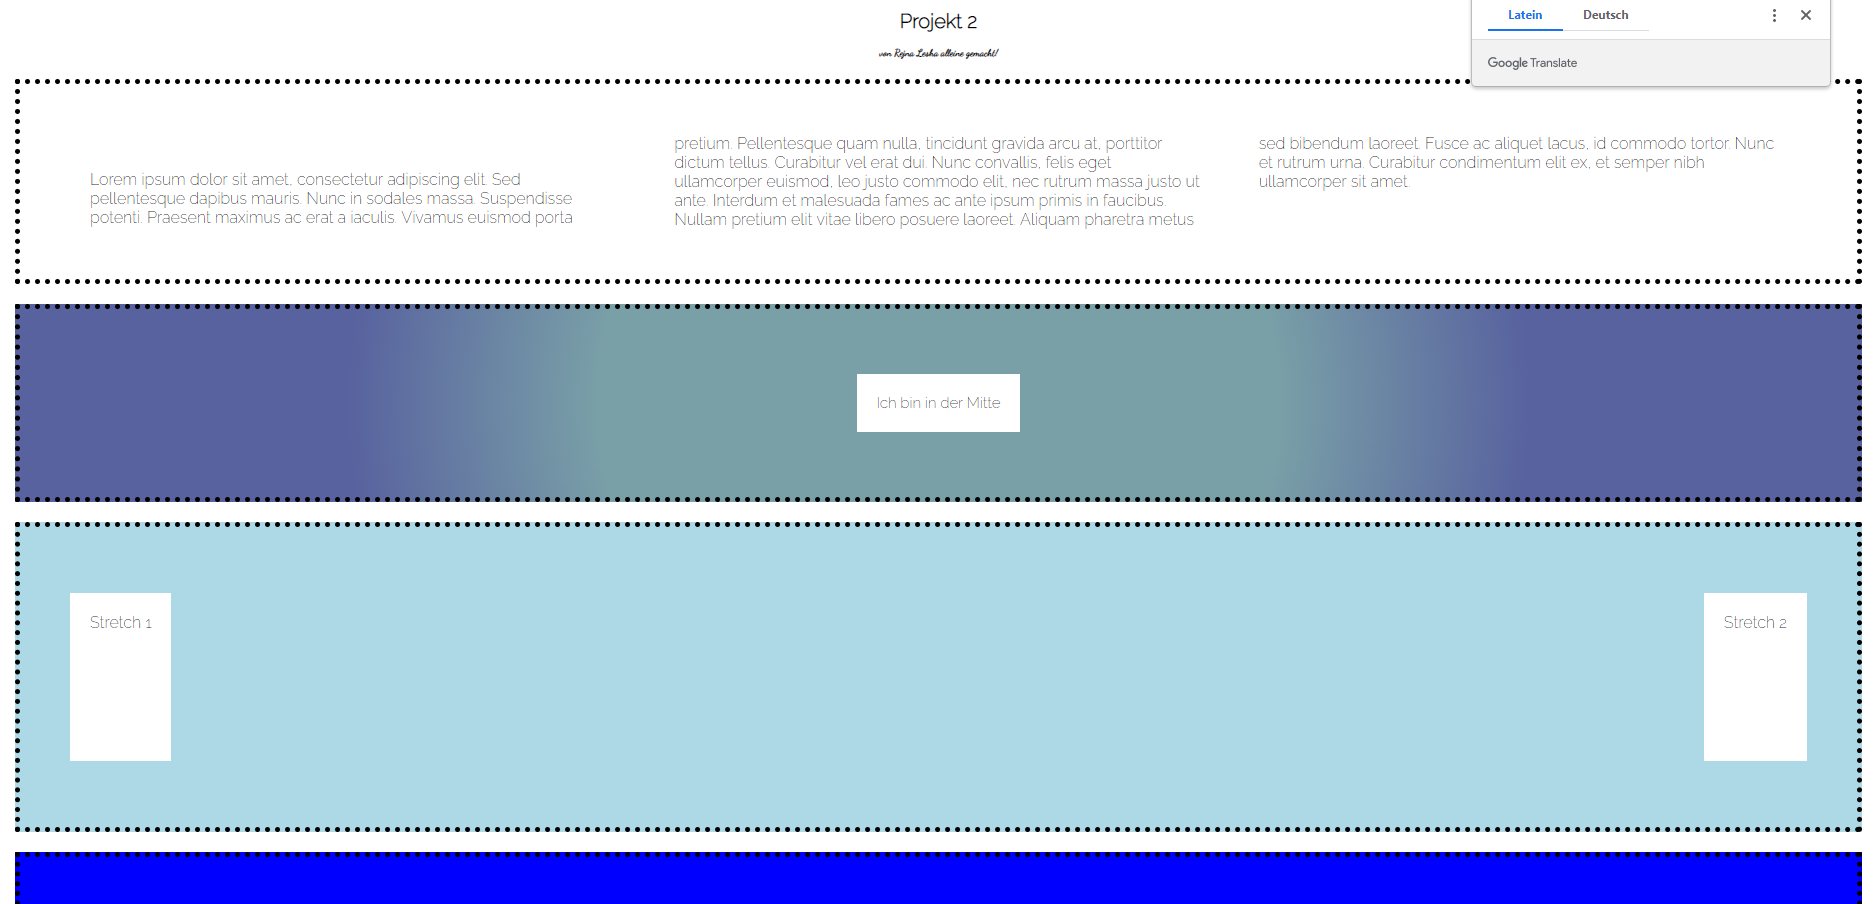 Projekt 2
von Rejna Lesha alleine gemacht!
Latein Deutsch
Google Translate
Lorem ipsum dolor sit amet, consectetur adipiscing elit. Sed
pellentesque dapibus mauris. Nunc in sodales massa. Suspendisse
potenti. Praesent maximus ac erat a iaculis. Vivamus euismod porta
pretium. Pellentesque quam nulla, tincidunt gravida arcu at, porttitor
dictum tellus. Curabitur vel erat dui. Nunc convallis, felis eget
ullamcorper euismod, leo justo commodo elit, nec rutrum massa justo ut
ante. Interdum et malesuada fames ac ante ipsum primis in faucibus.
Nullam pretium elit vitae libero posuere laoreet. Aliquam pharetra metus
sed bibendum laoreet. Fusce ac aliquet lacus, id commodo tortor. Nunc
et rutrum urna. Curabitur condimentum elit ex, et semper nibh
ullamcorper sit amet.
Ich bin in der Mitte
Stretch 1
Stretch 2